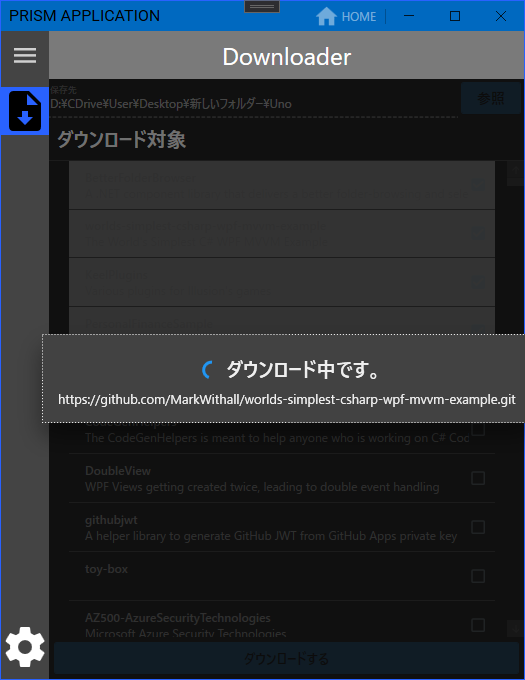 PRISM APPLICATION
HOME
Downloader
保存先
D:¥CDrive¥User¥Desktop¥新しいフォルダー¥Uno
参照
ダウンロード対象
ダウンロード中です。
https://github.com/MarkWithall/worlds-simplest-csharp-wpf-mvvm-example.git
The CodeGenHelpers is meant to help anyone who is working on C# Coc
DoubleView
WPF Views getting created twice, leading to double event handling
githubjwt
A helper library to generate GitHub JWT from GitHub Apps private key
toy-box
AZ500-AzureSecurityTechnologies
Microsoft Azure Security Technologies
ダウンロードする